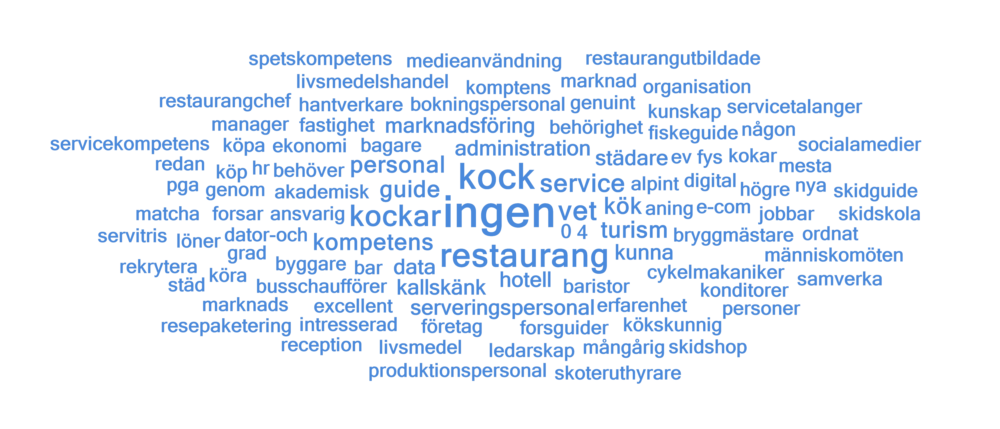 spetskompetens medieanvändning restaurangutbildade
livsmedelshandel komptens marknad organisation
restaurangchef hantverkare bokningspersonal genuint kunskap servicetalanger
manager fastighet marknadsföring behörighet fiskeguide någon
servicekompetens köpa ekonomi bagare administration städare ev fys kokar socialamedier
redan köp hr behöver personal kock service alpint digital mesta
pga genom akademisk guide högre nya skidguide
matcha forsar ansvarig kockar ingen vet kök aning e-com jobbar skidskola
servitris löner dator-och kompetens 0 4 turism bryggmästare ordnat
grad byggare bar data restaurang kunna människomöten
rekrytera köra cykelmakaniker samverka
städ busschaufförer kallskänk hotell baristor konditorer
marknads excellent serveringspersonal erfarenhet personer
resepaketering intresserad företag forsguider kökskunnig
reception livsmedel ledarskap mångårig skidshop
produktionspersonal skoteruthyrare